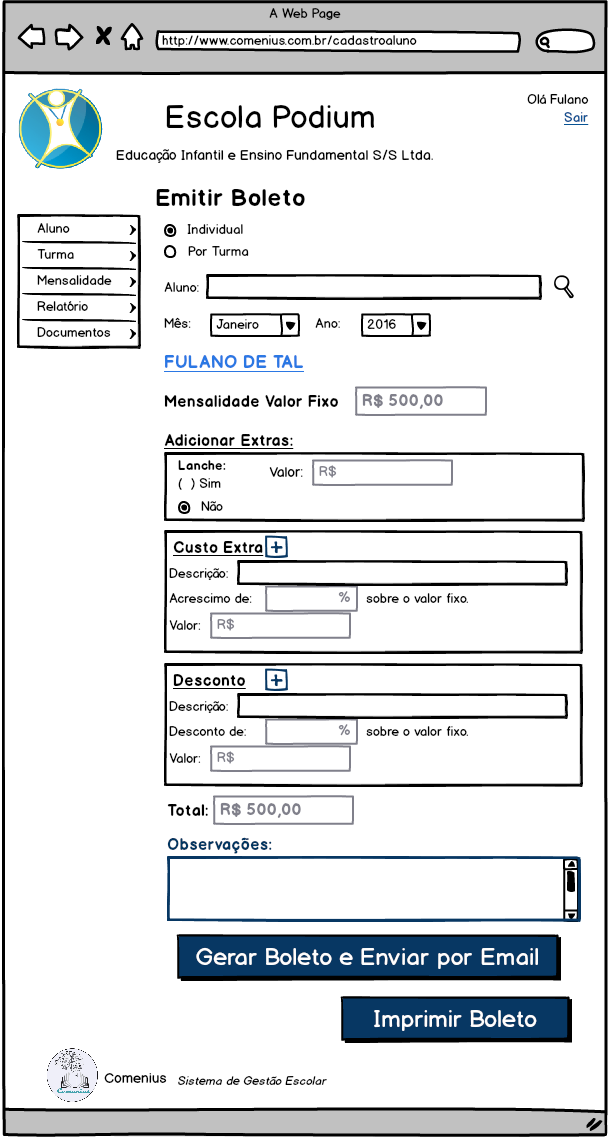 A Web Page
http://www.comenius.com.br/cadastroaluno
Olá Fulano
Sair
Escola Podium
Educação Infantil e Ensino Fundamental S/S Ltda.
Emitir Boleto
Aluno
Turma
Mensalidade
Relatório
Documentos
Individual
Por Turma
Aluno:
Mês: Janeiro Ano: 2016
FULANO DE TAL
Mensalidade Valor Fixo R$ 500,00
Adicionar Extras:
Lanche:
Valor: R$
( ) Sim
Não
Custo Extra +
Descrição:
Acrescimo de: % sobre o valor fixo.
Valor: R$
Desconto +
Descrição:
Desconto de: % sobre o valor fixo.
Valor: R$
Total: R$ 500,00
Observações:
Gerar Boleto e Enviar por Email
Imprimir Boleto
Comenius
Comenius Sistema de Gestão Escolar